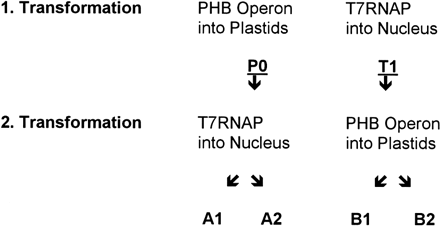 1. Transformation PHB Operon T7RNAP
into Plastids into Nucleus
P0 T1
2. Transformation T7RNAP PHB Operon
into Nucleus into Plastids
A1 A2 B1 B2